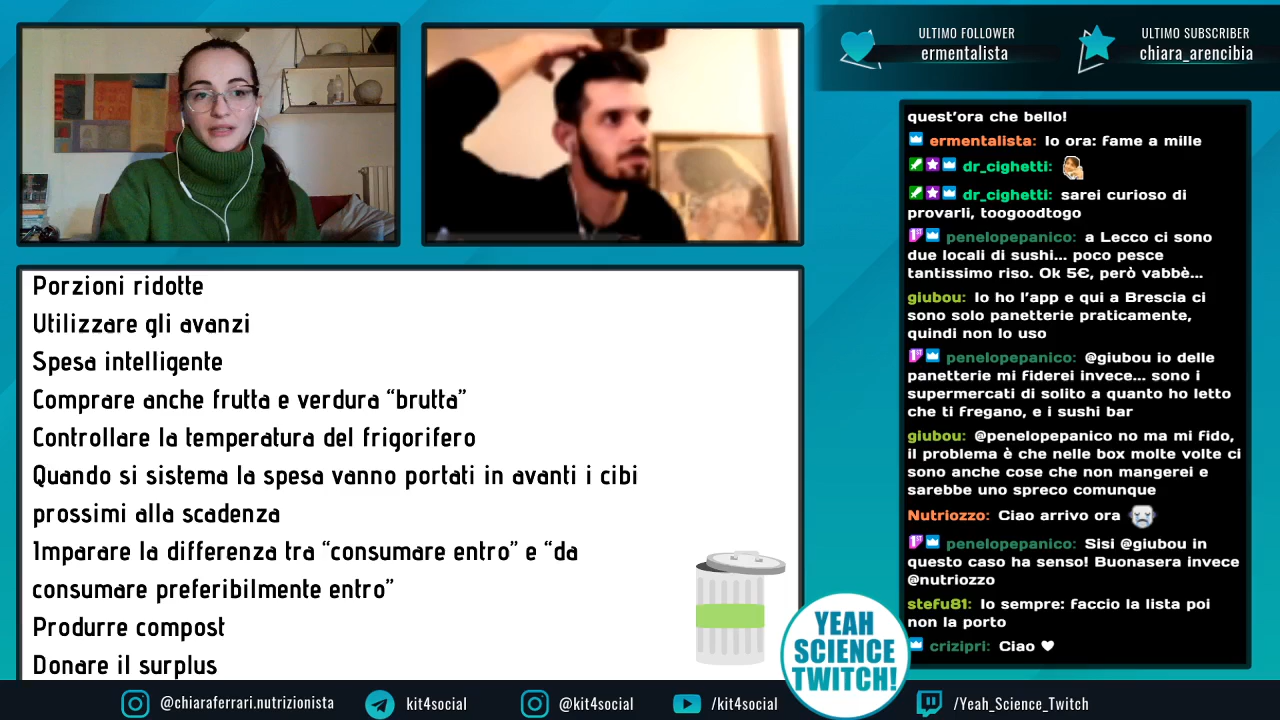 ULTIMO FOLLOWER
ermentalista
ULTIMO SUBSCRIBER
chiara_arencibia
Porzioni ridotte
Utilizzare gli avanzi
Spesa intelligente
Comprare anche frutta e verdura “brutta”
Controllare la temperatura del frigorifero
Quando si sistema la spesa vanno portati in avanti i cibi
prossimi alla scadenza
Imparare la differenza tra “consumare entro” e “da
consumare preferibilmente entro”
Produrre compost
Donare il surplus
quest’ora che bello!
ermentalista: Io ora: fame a mille
dr_cighetti:
dr_cighetti: sarei curioso di
provarli, toogoodtogo
penelopepanico: a Lecco ci sono
due locali di sushi... poco pesce
tantissimo riso. Ok 5€, però vabbè...
giubou: Io ho l’app e qui a Brescia ci
sono solo panetterie praticamente,
quindi non lo uso
penelopepanico: @giubou io delle
panetterie mi fiderei invece... sono i
supermercati di solito a quanto ho letto
che ti fregano, e i sushi bar
giubou: @penelopepanico no ma mi fido,
il problema è che nelle box molte volte ci
sono anche cose che non mangerei e
sarebbe uno spreco comunque
Nutriozzo: Ciao arrivo ora
penelopepanico: Sisi @giubou in
questo caso ha senso! Buonasera invece
@nutriozzo
stefu81: Io sempre: faccio la lista poi
non la porto
crizipri: Ciao ♥
YEAH
SCIENCE
TWITCH!
@chiaraferrari.nutrizionista
kit4social
@kit4social
/kit4social
/Yeah_Science_Twitch